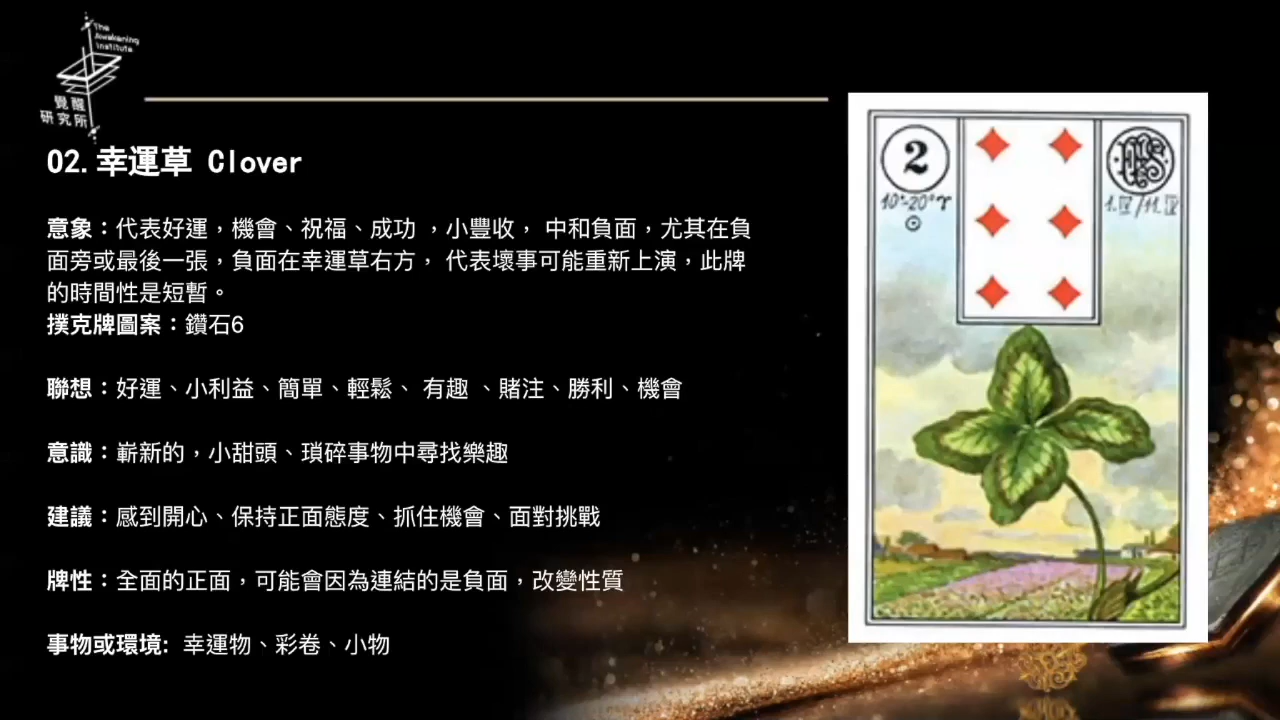 The
Awakening
Institute
覺醒
研究所
02. 幸運草 Clover
意象：代表好運，機會、祝福、成功 ，小豐收， 中和負面，尤其在負
面旁或最後一張，負面在幸運草右方， 代表壞事可能重新上演，此牌
的時間性是短暫。
撲克牌圖案：鑽石6
聯想：好運、小利益、簡單、輕鬆、 有趣 、賭注、勝利、機會
意識：嶄新的，小甜頭、瑣碎事物中尋找樂趣
建議：感到開心、保持正面態度、抓住機會、面對挑戰
牌性：全面的正面，可能會因為連結的是負面，改變性質
事物或環境: 幸運物、彩卷、小物
2
10°-20° ♈
☉